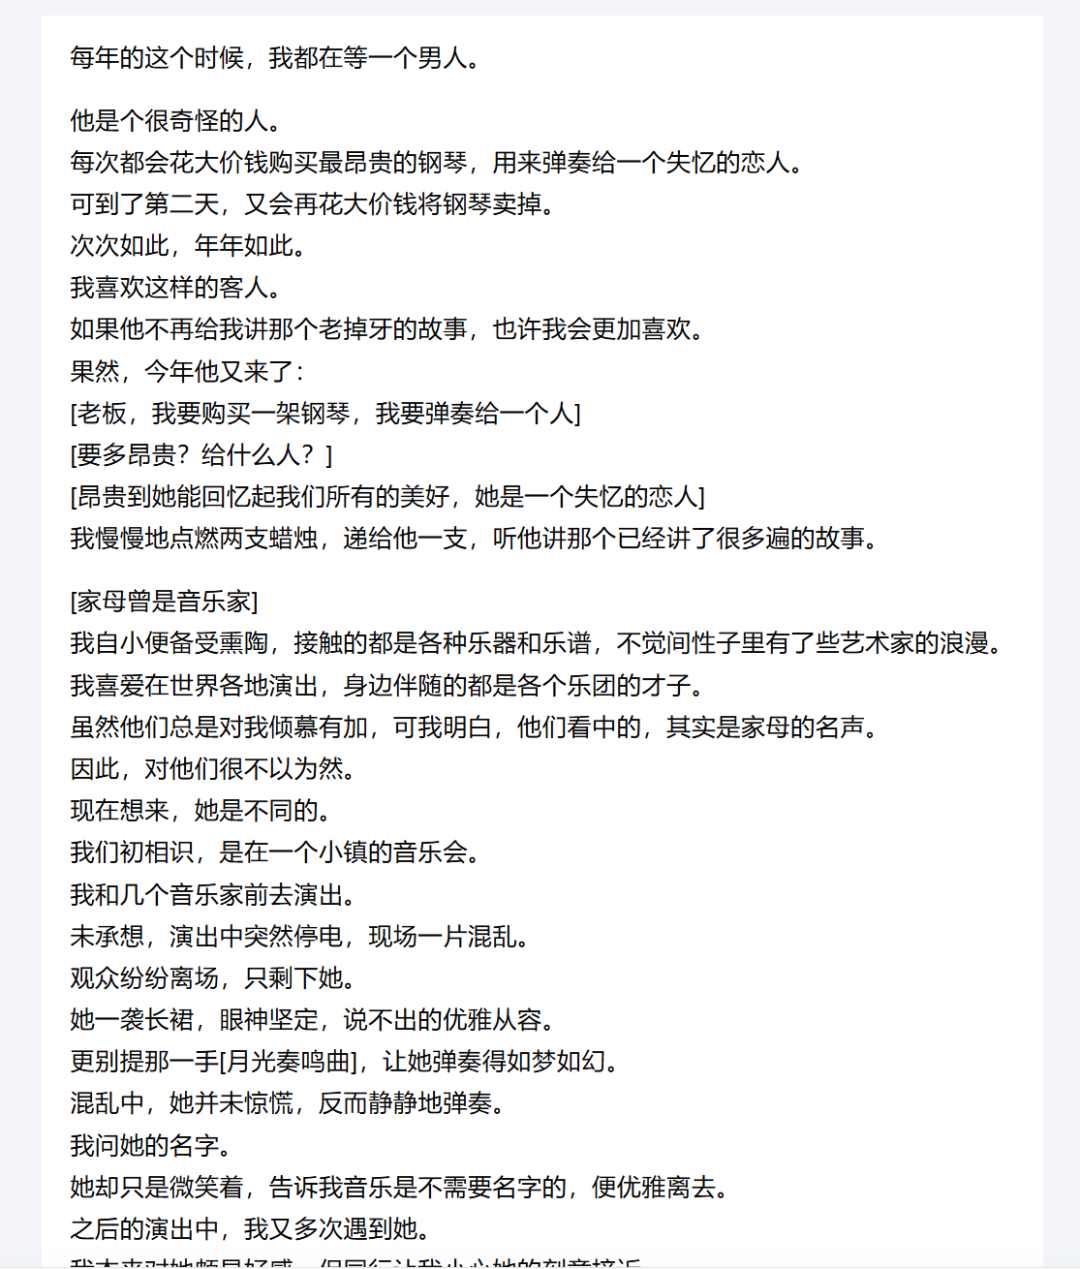 每年的这个时候，我都在等一个男人。
他是个很奇怪的人。
每次都会花大价钱购买最昂贵的钢琴，用来弹奏给一个失忆的恋人。
可到了第二天，又会再花大价钱将钢琴卖掉。
次次如此，年年如此。
我喜欢这样的客人。
如果他不再给我讲那个老掉牙的故事，也许我会更加喜欢。
果然，今年他又来了：
[老板，我要购买一架钢琴，我要弹奏给一个人]
[要多昂贵？给什么人？]
[昂贵到她能回忆起我们所有的美好，她是一个失忆的恋人]
我慢慢地点燃两支蜡烛，递给他一支，听他讲那个已经讲了很多遍的故事。
[家母曾是音乐家]
我自小便备受熏陶，接触的都是各种乐器和乐谱，不觉间性子里有了些艺术家的浪漫。
我喜爱在世界各地演出，身边伴随的都是各个乐团的才子。
虽然他们总是对我倾慕有加，可我明白，他们看中的，其实是家母的名声。
因此，对他们很不以为然。
现在想来，她是不同的。
我们初相识，是在一个小镇的音乐会。
我和几个音乐家前去演出。
未承想，演出中突然停电，现场一片混乱。
观众纷纷离场，只剩下她。
她一袭长裙，眼神坚定，说不出的优雅从容。
更别提那一手[月光奏鸣曲]，让她弹奏得如梦如幻。
混乱中，她并未惊慌，反而静静地弹奏。
我问她的名字。
她却只是微笑着，告诉我音乐是不需要名字的，便优雅离去。
之后的演出中，我又多次遇到她。
我本来对她颇具好感，但同行让我小心她的刻意接近